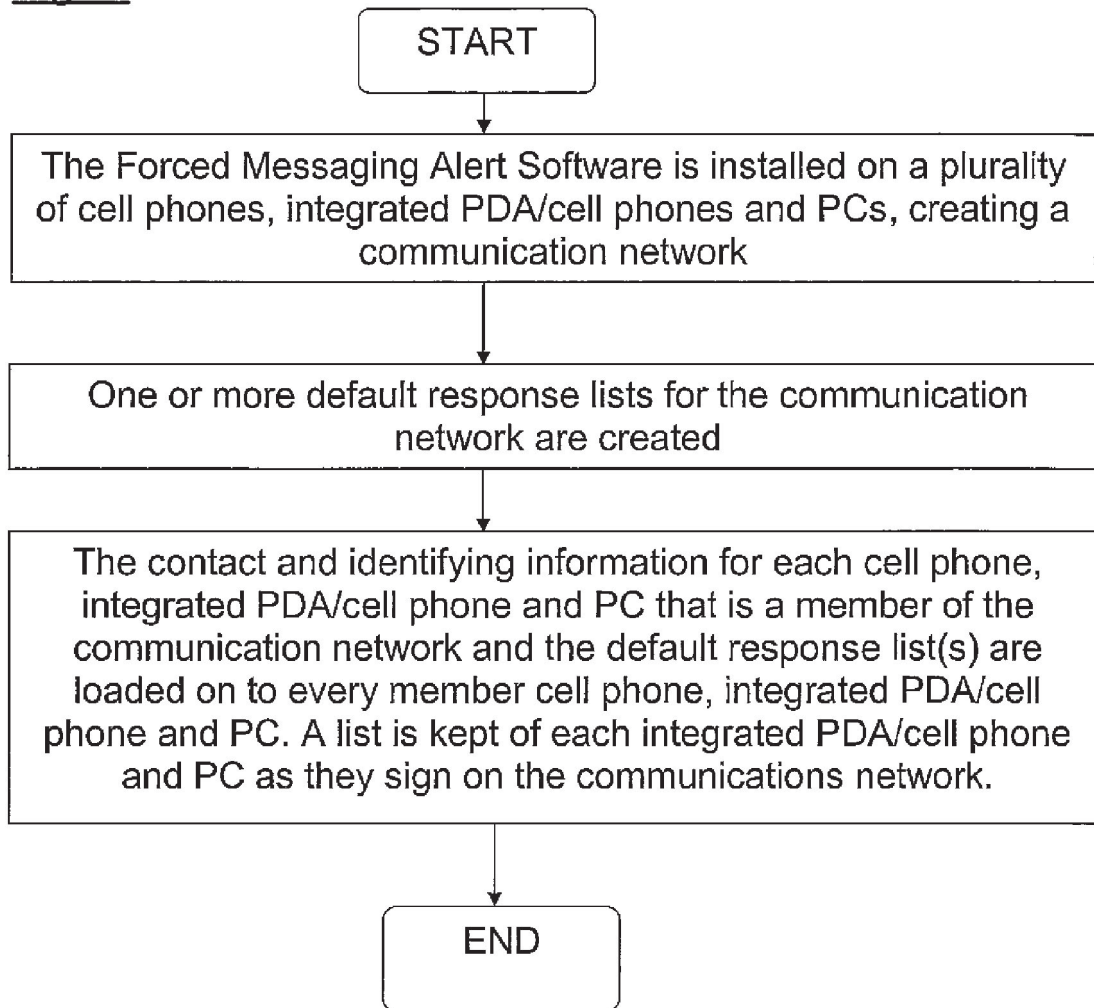 START
The Forced Messaging Alert Software is installed on a plurality
of cell phones, integrated PDA/cell phones and PCs, creating a
communication network
One or more default response lists for the communication
network are created
The contact and identifying information for each cell phone,
integrated PDA/cell phone and PC that is a member of the
communication network and the default response list(s) are
loaded on to every member cell phone, integrated PDA/cell
phone and PC. A list is kept of each integrated PDA/cell phone
and PC as they sign on the communications network.
END